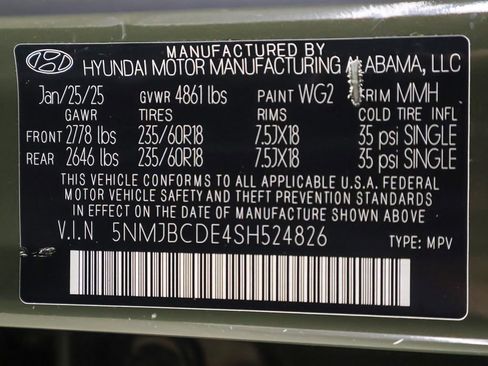 MANUFACTURED BY
HYUNDAI MOTOR MANUFACTURING ALABAMA, LLC
Jan/25/25 GVWR 4861 lbs PAINT WG2 TRIM MMH
GAWR TIRES RIMS COLD TIRE INFL
FRONT 2778 lbs 235/60R18 7.5JX18 35 psi SINGLE
REAR 2646 lbs 235/60R18 7.5JX18 35 psi SINGLE
THIS VEHICLE CONFORMS TO ALL APPLICABLE U.S.A. FEDERAL
MOTOR VEHICLE SAFETY AND THEFT PREVENTION STANDARDS
IN EFFECT ON THE DATE OF MANUFACTURE SHOWN ABOVE
V.I.N 5NMJBCDE4SH524826 TYPE: MPV